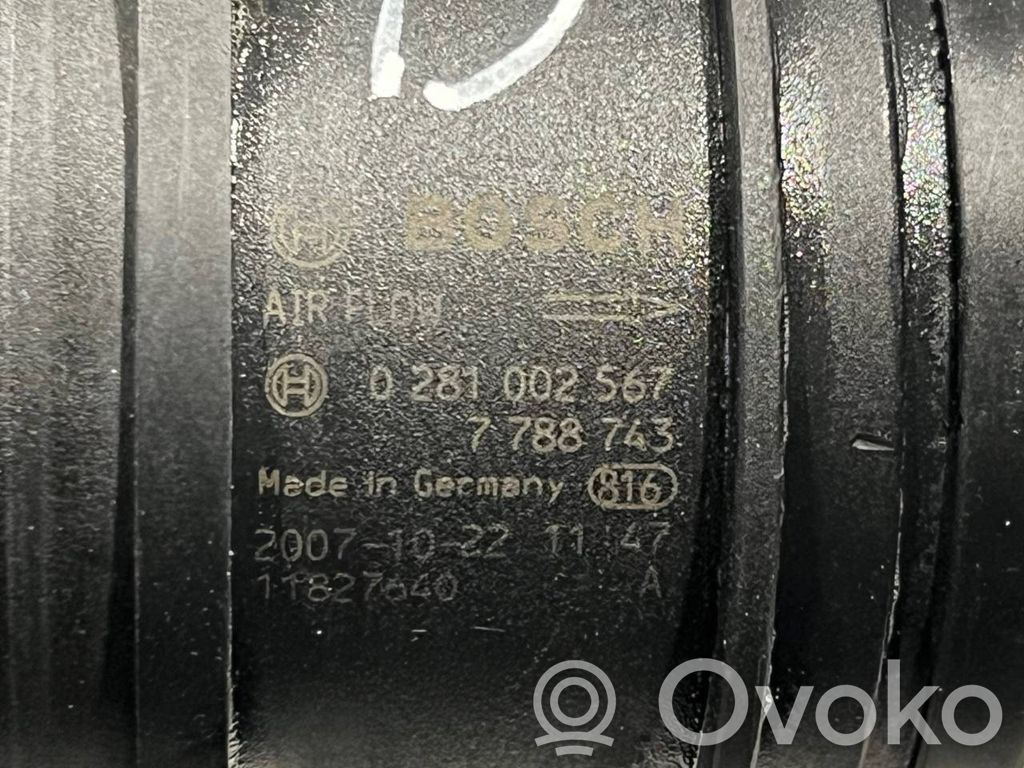 BOSCH
AIR FLOW
0 281 002 567
7 788 743
Made in Germany 816
2007-10-22 11:47
11827640 A
Ovoko